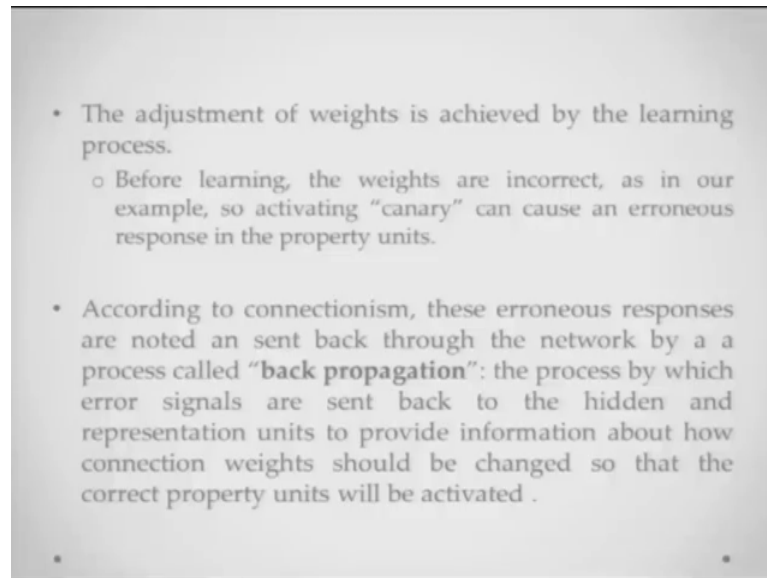 • The adjustment of weights is achieved by the learning
process.
o Before learning, the weights are incorrect, as in our
example, so activating “canary” can cause an erroneous
response in the property units.
• According to connectionism, these erroneous responses
are noted an sent back through the network by a a
process called “back propagation”: the process by which
error signals are sent back to the hidden and
representation units to provide information about how
connection weights should be changed so that the
correct property units will be activated .